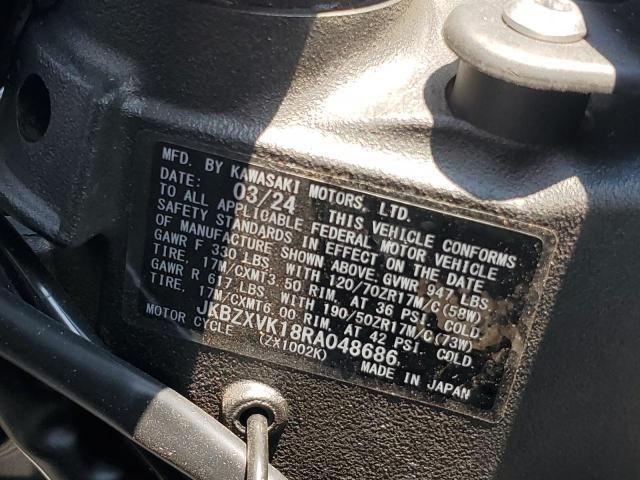 MFD. BY KAWASAKI MOTORS, LTD.
DATE: 03/24 THIS VEHICLE CONFORMS
TO ALL APPLICABLE FEDERAL MOTOR VEHICLE
SAFETY STANDARDS IN EFFECT ON THE DATE
OF MANUFACTURE SHOWN ABOVE. GVWR 947 LBS
GAWR F 330 LBS WITH 120/70ZR17M/C(58W)
TIRE, 17M/CXMT3.50 RIM, AT 36 PSI. COLD.
GAWR R 617 LBS WITH 190/50ZR17M/C(73W)
TIRE, 17M/CXMT6.00 RIM, AT 42 PSI. COLD.
JKBZXVK18RA048686
MOTOR CYCLE (ZX1002K) MADE IN JAPAN